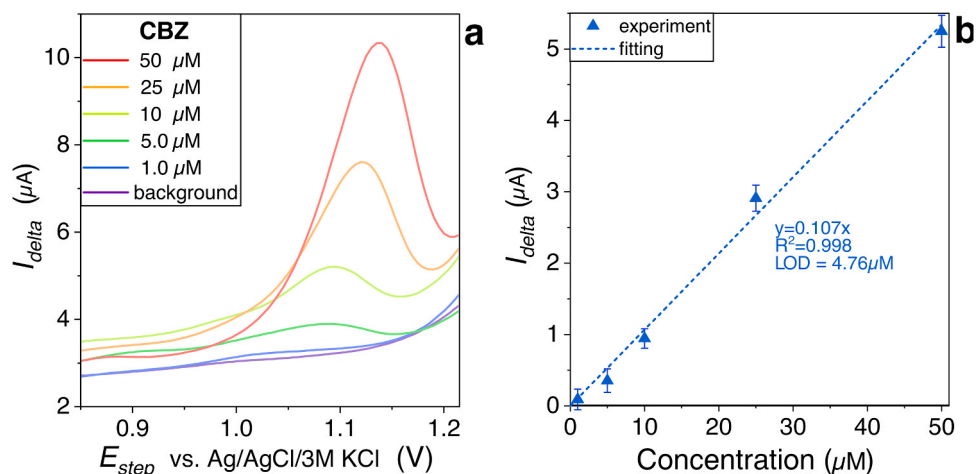 CBZ
50 µM
25 µM
10 µM
5.0 µM
1.0 µM
background
a
10
8
6
4
2
I_delta (µA)
0.9
1.0
1.1
1.2
E_step vs. Ag/AgCl/3M KCl (V)
experiment
fitting
b
5
4
3
2
1
0
I_delta (µA)
y=0.107x
R²=0.998
LOD = 4.76µM
0
10
20
30
40
50
Concentration(µM)